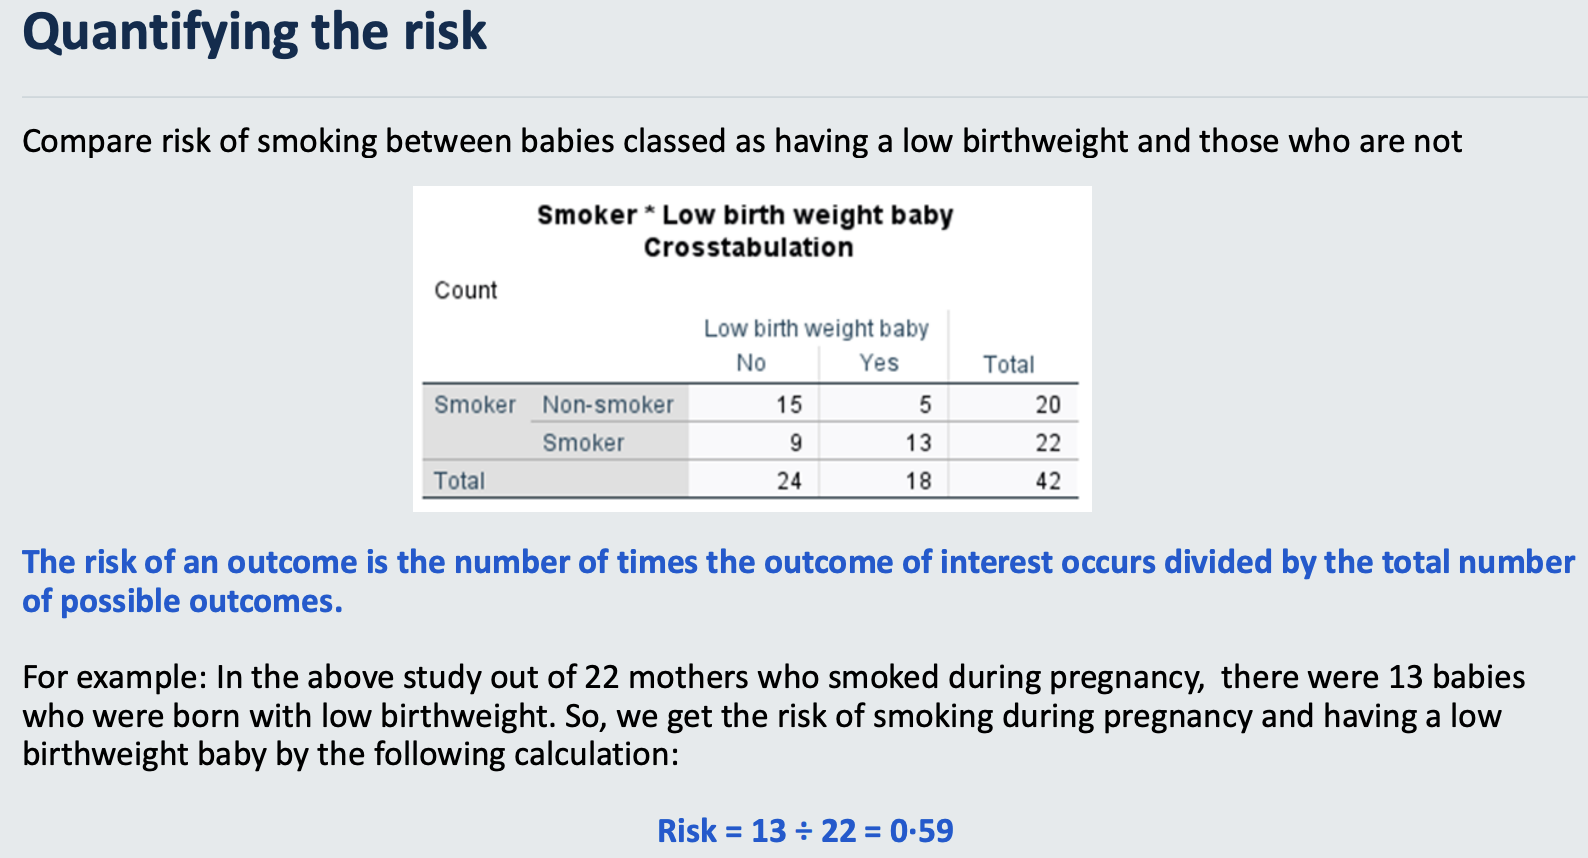 Quantifying the risk
Compare risk of smoking between babies classed as having a low birthweight and those who are not
Smoker * Low birth weight baby
Crosstabulation
Count
Low birth weight baby
No Yes Total
Smoker Non-smoker 15 5 20
Smoker 9 13 22
Total 24 18 42
The risk of an outcome is the number of times the outcome of interest occurs divided by the total number
of possible outcomes.
For example: In the above study out of 22 mothers who smoked during pregnancy,  there were 13 babies
who were born with low birthweight. So, we get the risk of smoking during pregnancy and having a low
birthweight baby by the following calculation:
Risk = 13 ÷ 22 = 0·59